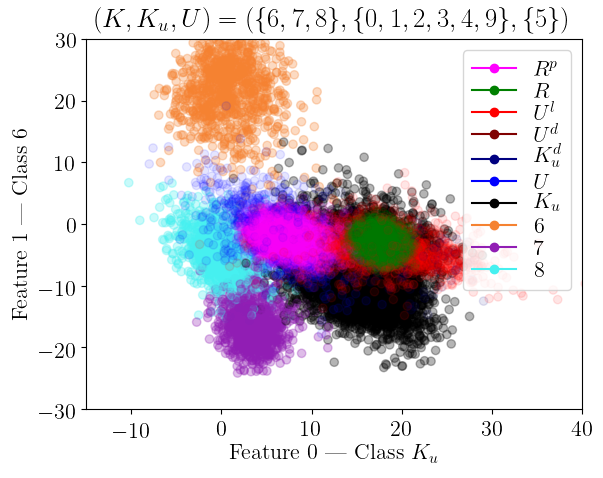 (K, K_u, U) = ({6, 7, 8}, {0, 1, 2, 3, 4, 9}, {5})
30
20
10
0
−10
−20
−30
Feature 1 — Class 6
R^p
R
U^l
U^d
K_u^d
U
K_u
6
7
8
−10
0
10
20
30
40
Feature 0 — Class K_u